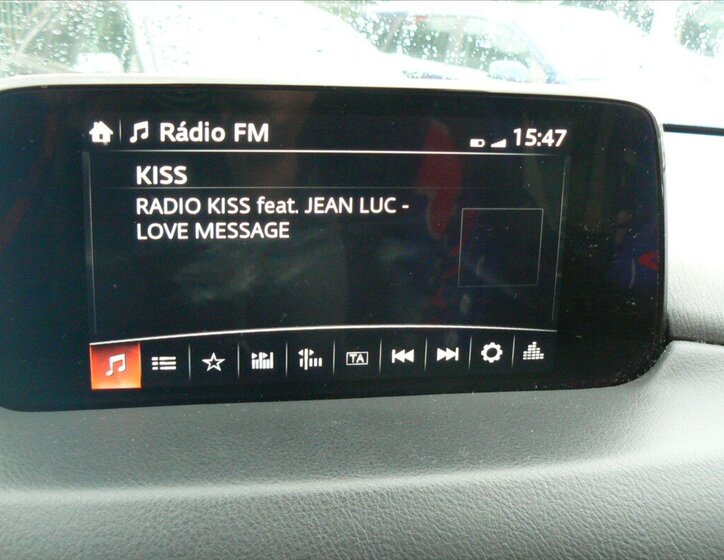 Rádio FM
15:47
KISS
RADIO KISS feat. JEAN LUC -
LOVE MESSAGE
TA